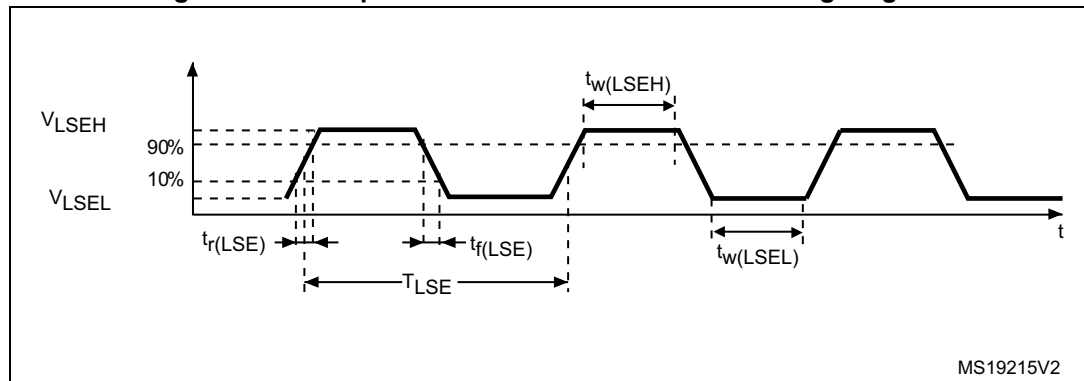 tw(LSEH)
VLSEH
90%
10%
VLSEL
tr(LSE)
tf(LSE)
tw(LSEL)
t
TLSE
MS19215V2